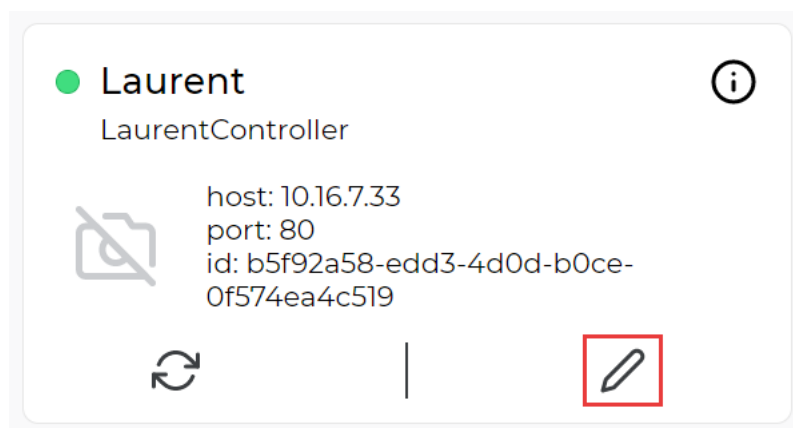 Laurent
LaurentController
host: 10.16.7.33
port: 80
id: b5f92a58-edd3-4d0d-b0ce-
0f574ea4c519